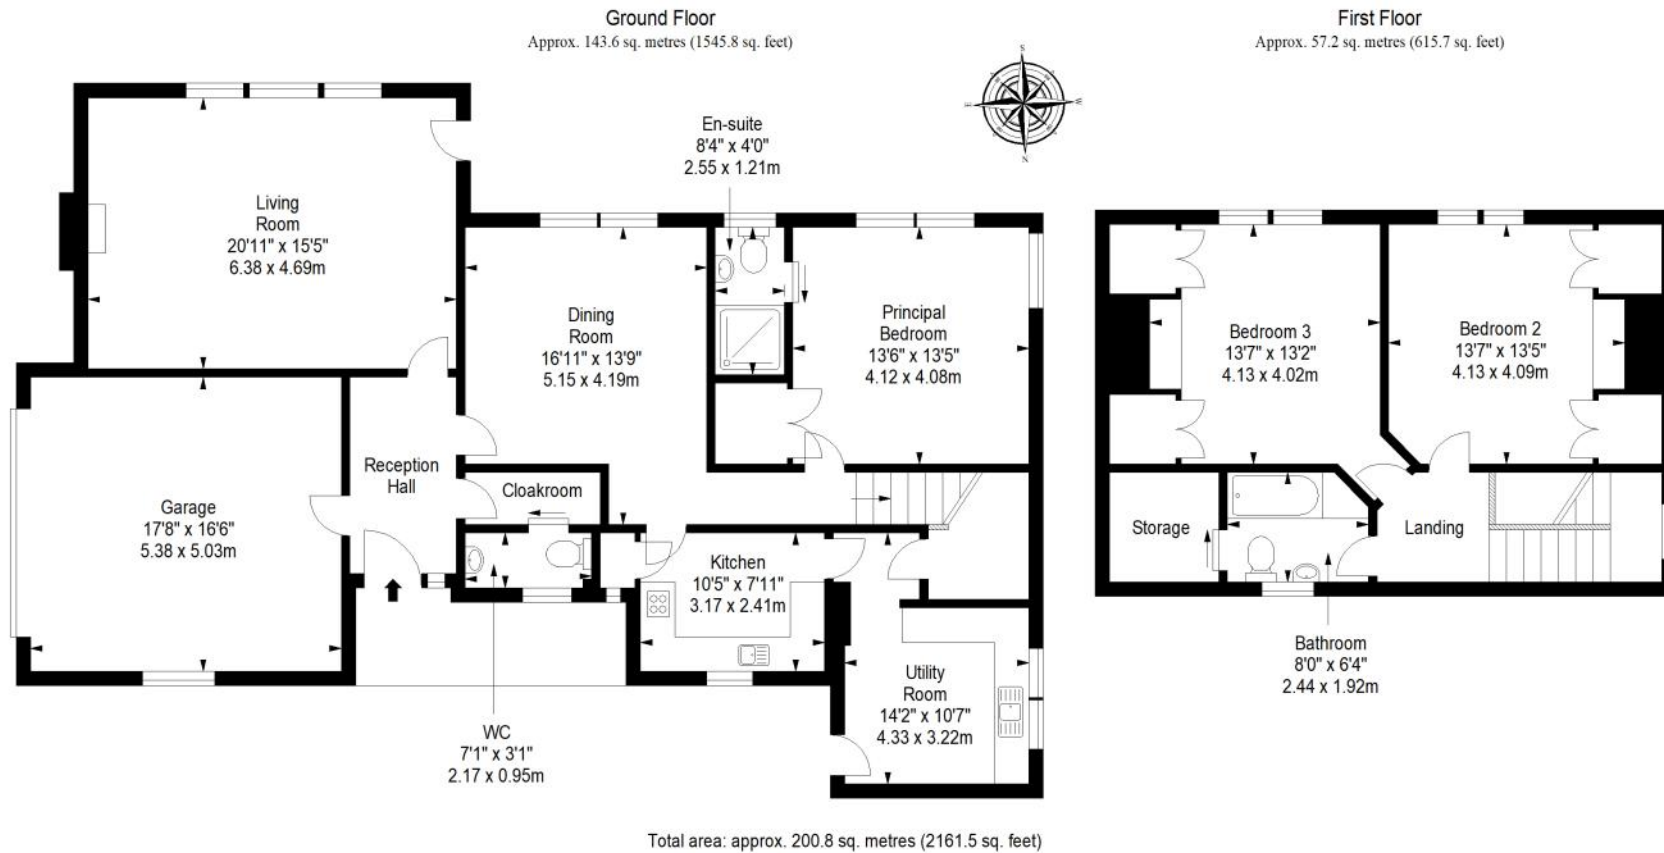 Ground Floor
Approx. 143.6 sq. metres (1545.8 sq. feet)
First Floor
Approx. 57.2 sq. metres (615.7 sq. feet)
S
E
W
N
En-suite
8'4" x 4'0"
2.55 x 1.21m
Living
Room
20'11" x 15'5"
6.38 x 4.69m
Dining
Room
16'11" x 13'9"
5.15 x 4.19m
Principal
Bedroom
13'6" x 13'5"
4.12 x 4.08m
Bedroom 3
13'7" x 13'2"
4.13 x 4.02m
Bedroom 2
13'7" x 13'5"
4.13 x 4.09m
Reception
Hall
Cloakroom
Garage
17'8" x 16'6"
5.38 x 5.03m
Kitchen
10'5" x 7'11"
3.17 x 2.41m
Storage
Landing
Utility
Room
14'2" x 10'7"
4.33 x 3.22m
WC
7'1" x 3'1"
2.17 x 0.95m
Bathroom
8'0" x 6'4"
2.44 x 1.92m
Total area: approx. 200.8 sq. metres (2161.5 sq. feet)